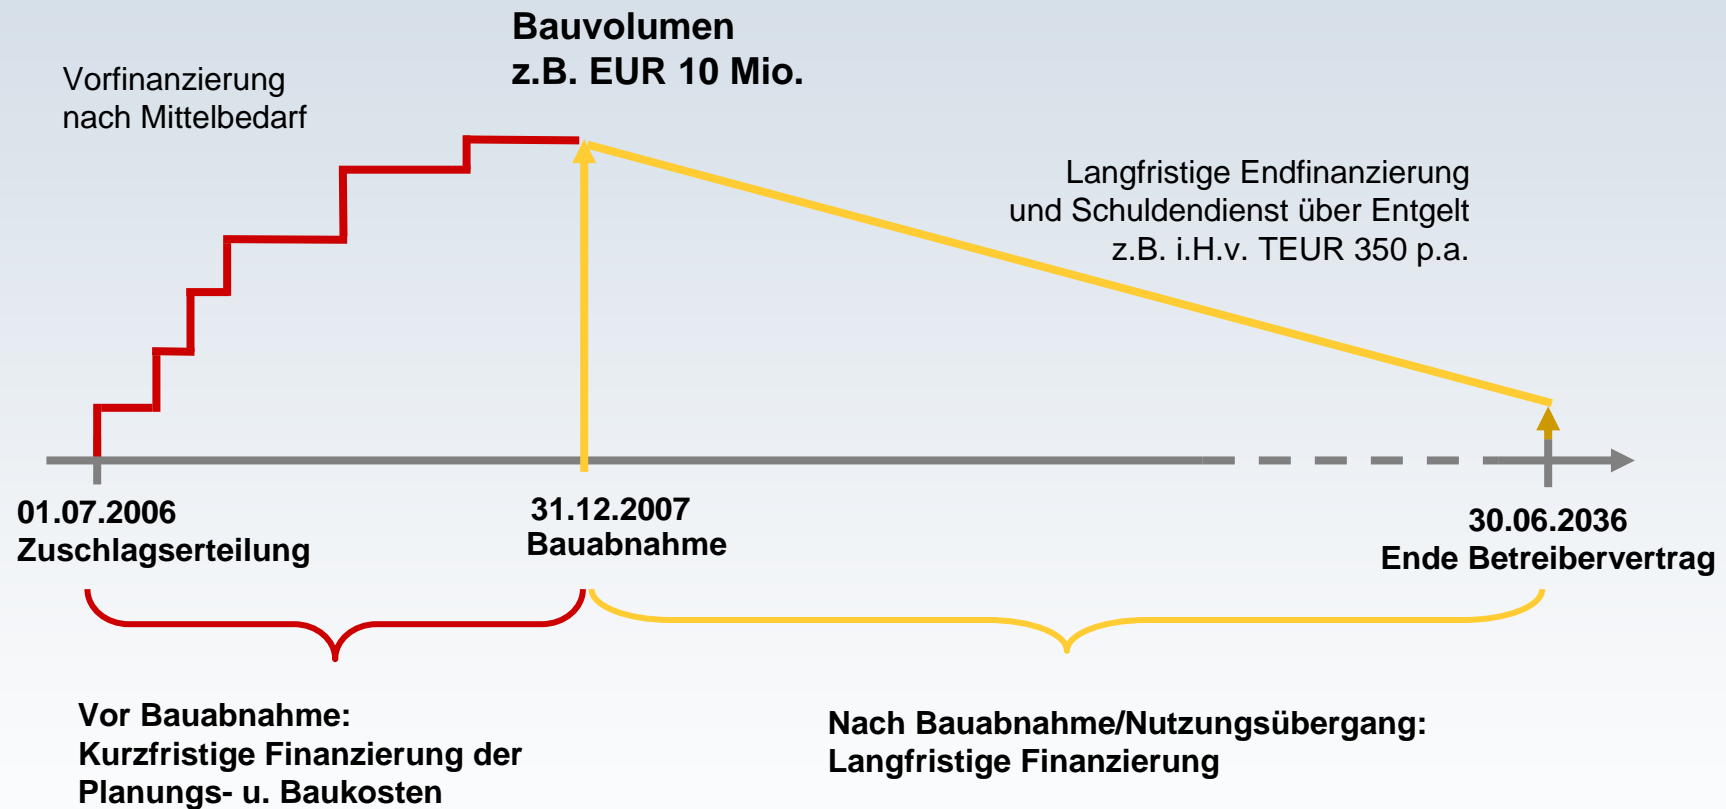 Bauvolumen
z.B. EUR 10 Mio.
Vorfinanzierung
nach Mittelbedarf
Langfristige Endfinanzierung
und Schuldendienst über Entgelt
z.B. i.H.v. TEUR 350 p.a.
01.07.2006
Zuschlagserteilung
31.12.2007
Bauabnahme
30.06.2036
Ende Betreibervertrag
Vor Bauabnahme:
Kurzfristige Finanzierung der
Planungs- u. Baukosten
Nach Bauabnahme/Nutzungsübergang:
Langfristige Finanzierung